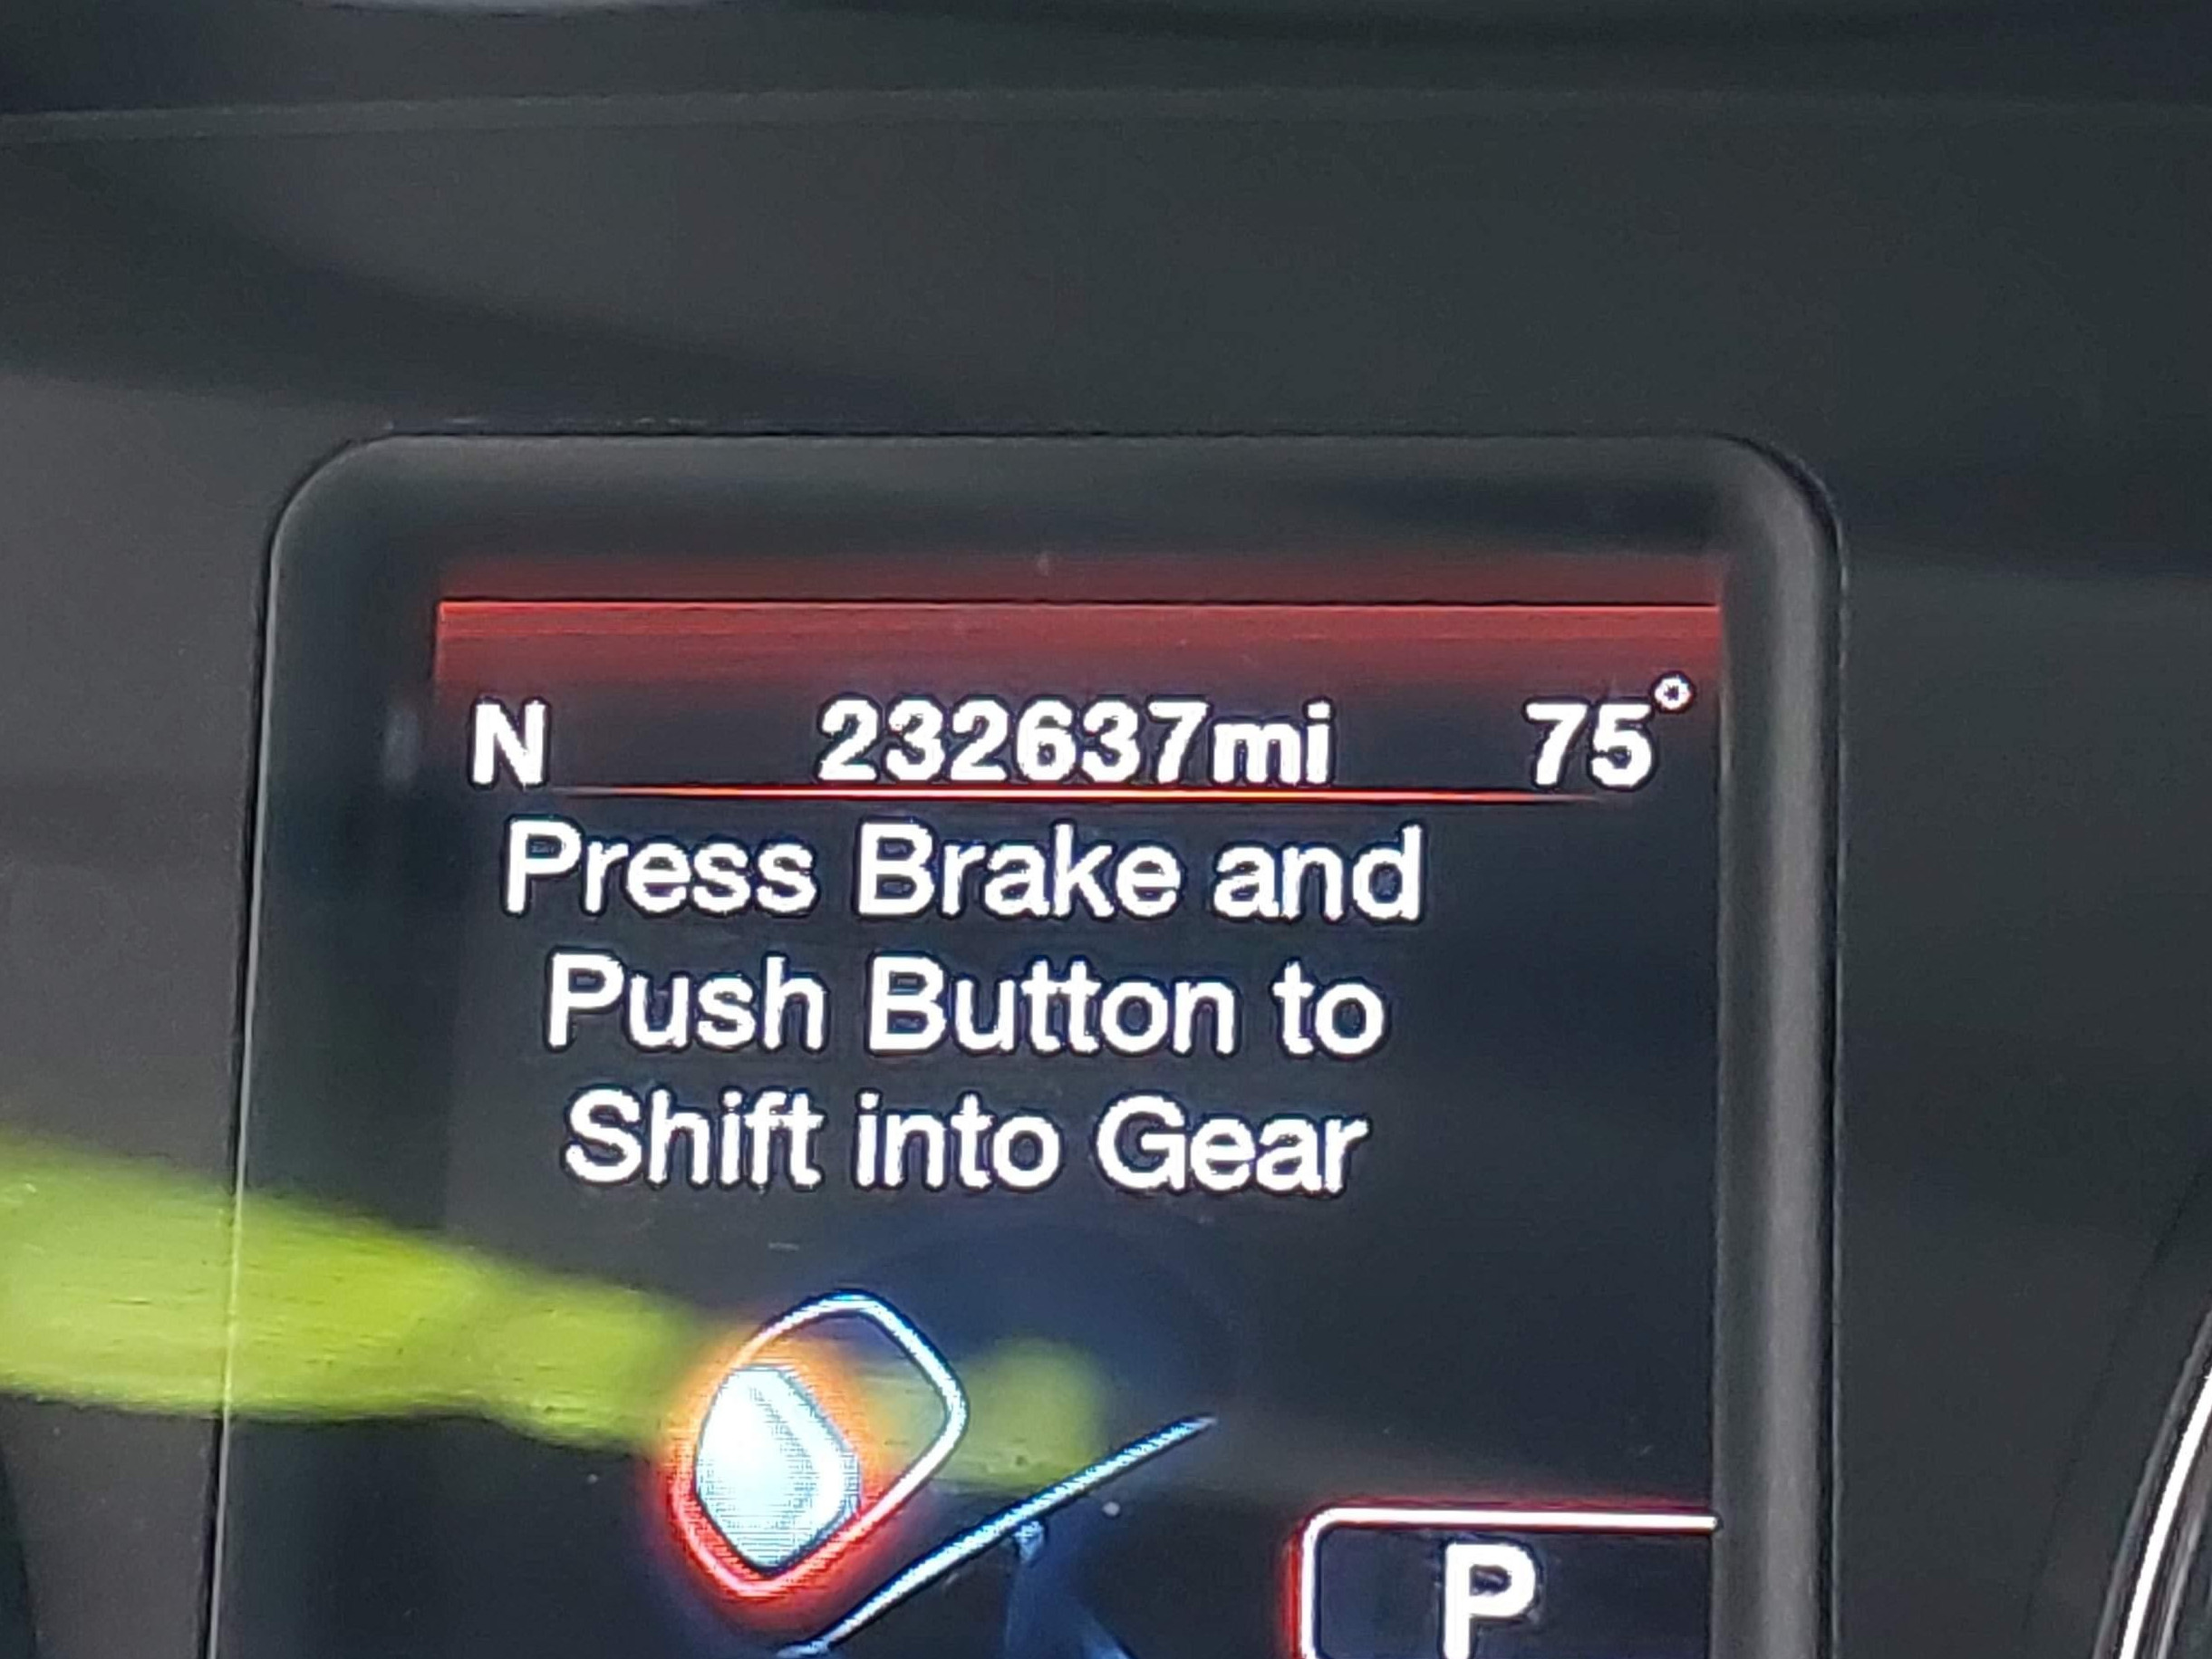 N 232637mi 75°
Press Brake and
Push Button to
Shift into Gear
P